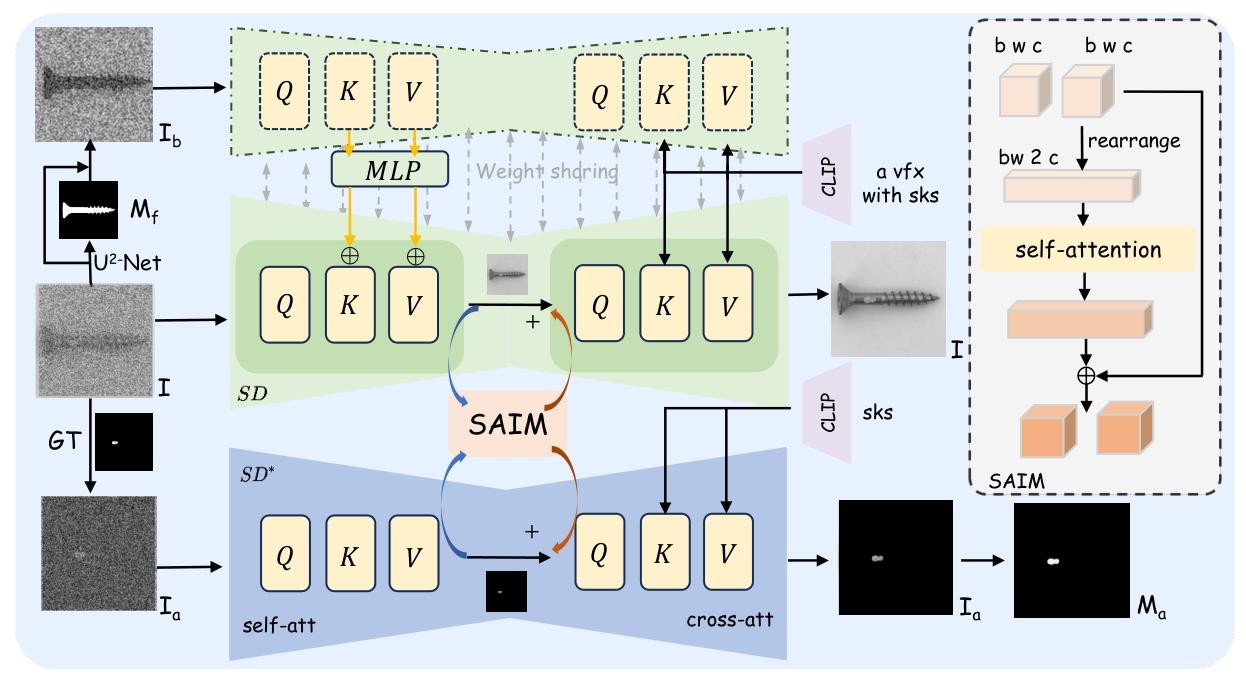 Q K V
Q K V
I_b
MLP
Weight sharing
CLIP
a vfx
with sks
M_f
U²-Net
⊕ ⊕
Q K V
+
Q K V
I
I
SD
SAIM
CLIP
sks
GT
SD*
+
Q K V
Q K V
I_a
self-att
cross-att
I_a
M_a
b w c b w c
rearrange
bw 2 c
self-attention
⊕
SAIM